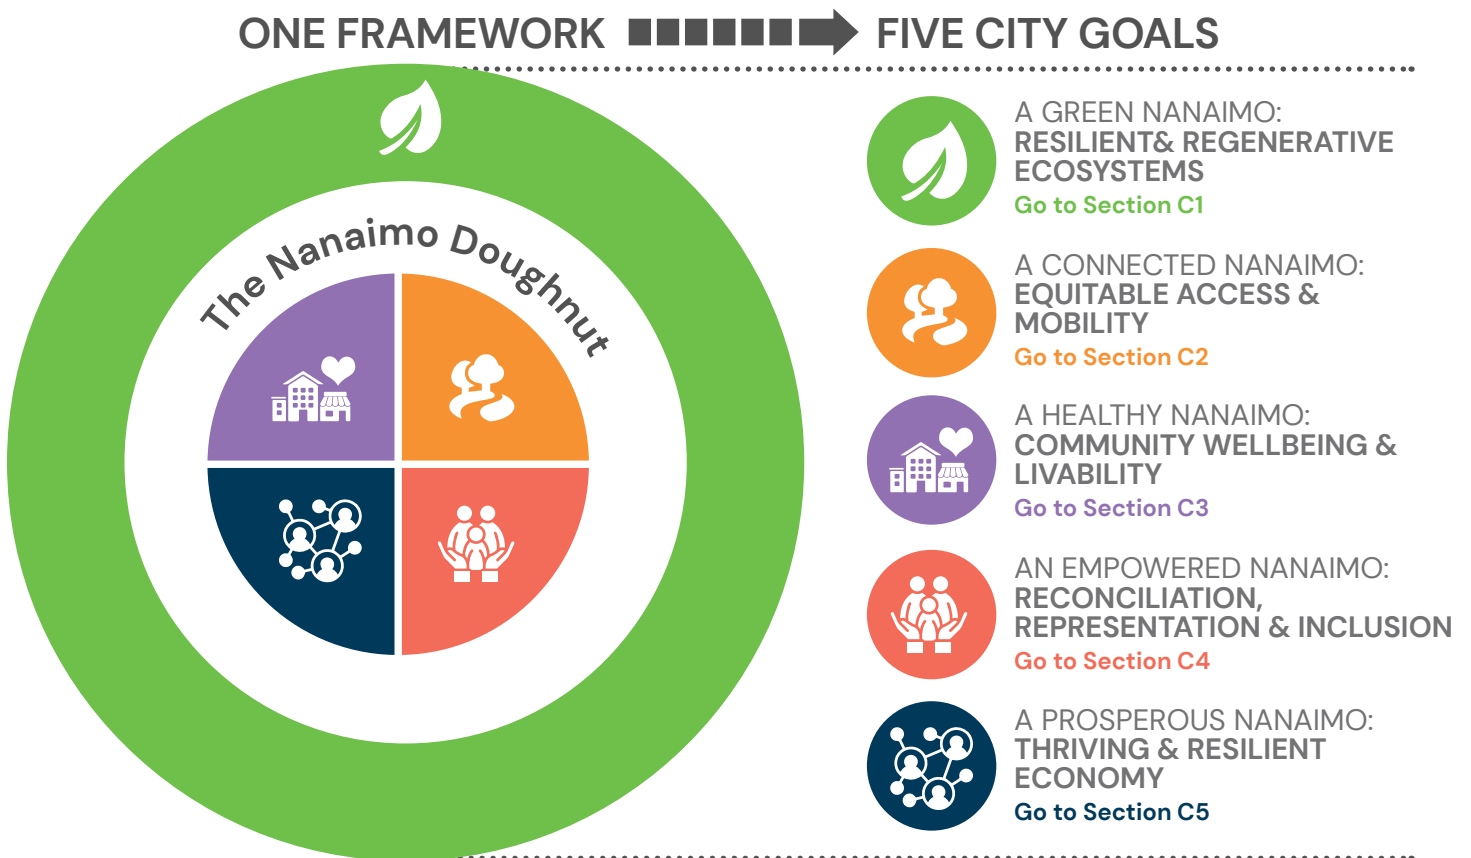 ONE FRAMEWORK
FIVE CITY GOALS
The Nanaimo Doughnut
A GREEN NANAIMO:
RESILIENT& REGENERATIVE
ECOSYSTEMS
Go to Section C1
A CONNECTED NANAIMO:
EQUITABLE ACCESS &
MOBILITY
Go to Section C2
A HEALTHY NANAIMO:
COMMUNITY WELLBEING &
LIVABILITY
Go to Section C3
AN EMPOWERED NANAIMO:
RECONCILIATION,
REPRESENTATION & INCLUSION
Go to Section C4
A PROSPEROUS NANAIMO:
THRIVING & RESILIENT
ECONOMY
Go to Section C5